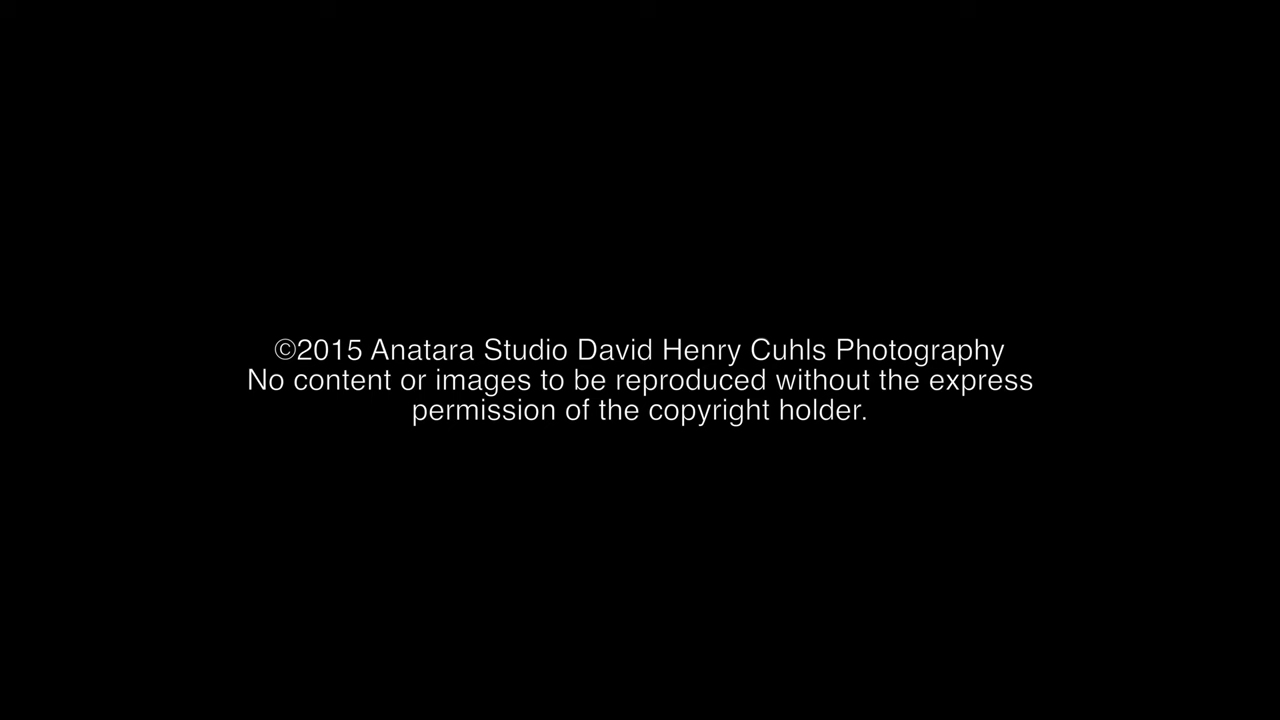 ©2015 Anatara Studio David Henry Cuhls Photography
No content or images to be reproduced without the express
permission of the copyright holder.